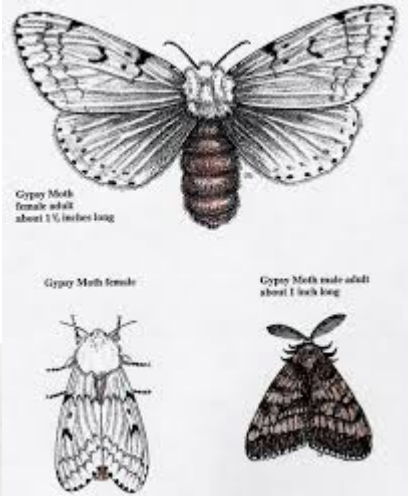 Gypsy Moth
female adult
about 1½ inches long
Gypsy Moth female
Gypsy Moth male adult
about 1 inch long